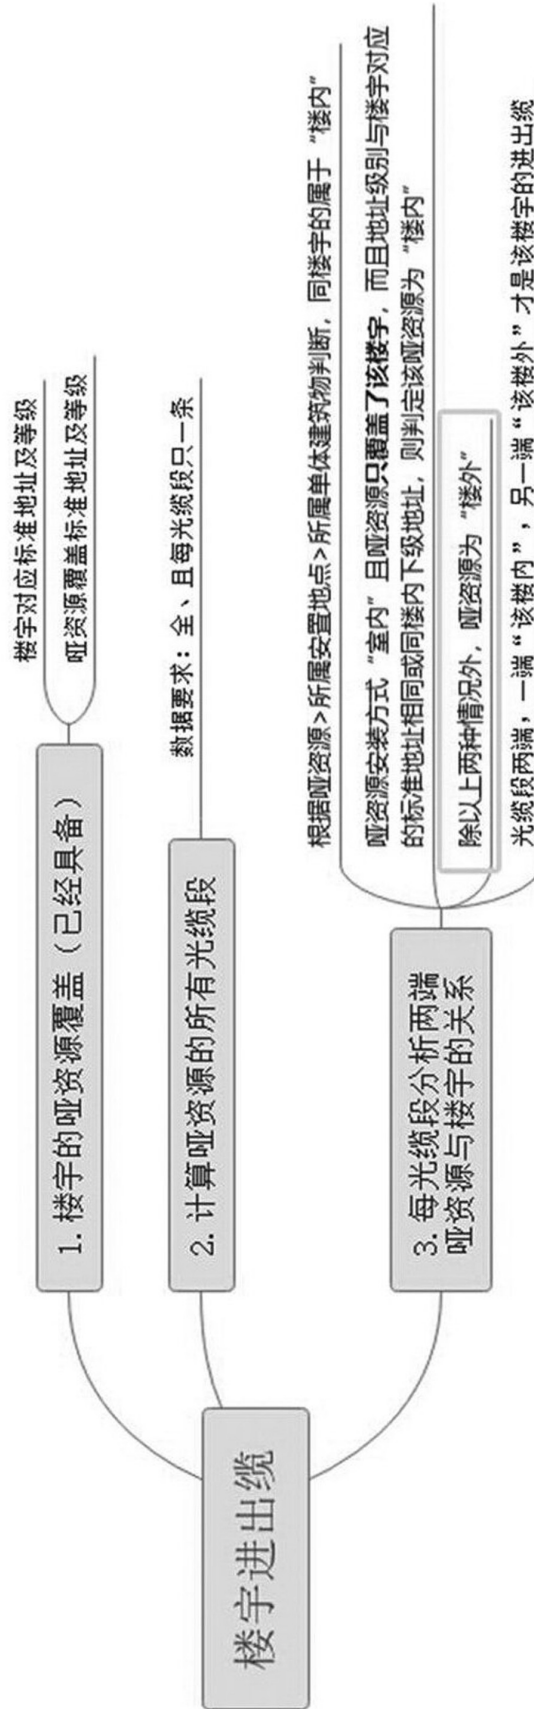 楼宇进出缆
1. 楼宇的哑资源覆盖（已经具备）
楼宇对应标准地址及等级
哑资源覆盖标准地址及等级
2. 计算哑资源的所有光缆段
数据要求：全、且每光缆段只一条
3. 每光缆段分析两端
哑资源与楼宇的关系
根据哑资源>所属安置地点>所属单体建筑物判断，同楼宇的属于“楼内”
哑资源安装方式“室内”且哑资源只覆盖了该楼宇，而且地址级别与楼宇对应
的标准地址相同或同楼内下级地址，则判定该哑资源为“楼内”
除以上两种情况外，哑资源为“楼外”
光缆段两端，一端“该楼内”，另一端“该楼外”才是该楼宇的进出缆